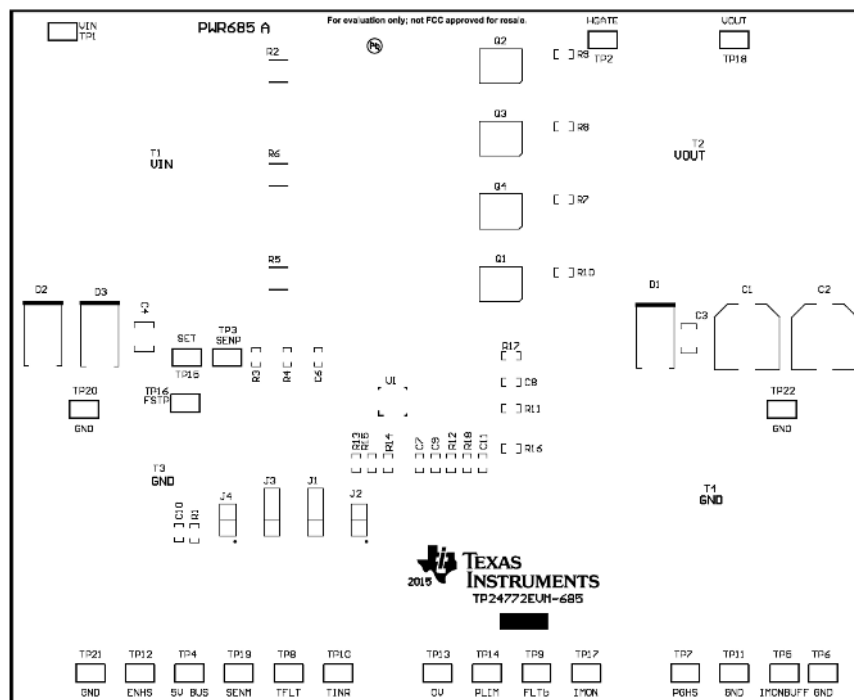 VIN
TP1
PWR685 A
For evaluation only; not FCC approved for resale.
Pb
HGATE
TP2
VOUT
TP18
R2
Q2
R9
Q3
R8
T1
VIN
R6
T2
VOUT
Q4
R7
R5
Q1
R10
D2
D3
C4
D1
C3
C1
C2
SET
TP15
TP3
SENP
R3
R4
C6
R17
U1
C8
TP20
GND
TP16
FSTP
R11
TP22
GND
R13
R15
R14
C7
C9
R12
R18
C11
R16
T3
GND
T4
GND
C10
R1
J4
J3
J1
J2
2015
TEXAS
INSTRUMENTS
TP24772EVM-685
TP21
GND
TP12
ENHS
TP4
5V BUS
TP19
SENM
TP8
TFLT
TP10
TINR
TP13
OV
TP14
PLIM
TP9
FLTb
TP17
IMON
TP7
PGHS
TP11
GND
TP5
IMONBUFF
TP6
GND